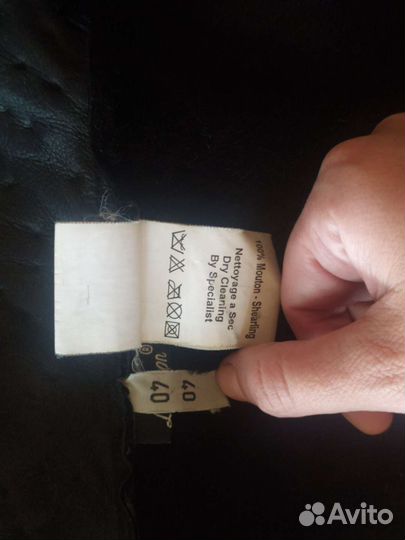 100% Mouton - Shearling
Nettoyage a Sec
Dry Cleaning
By Specialist
40
40
Avito